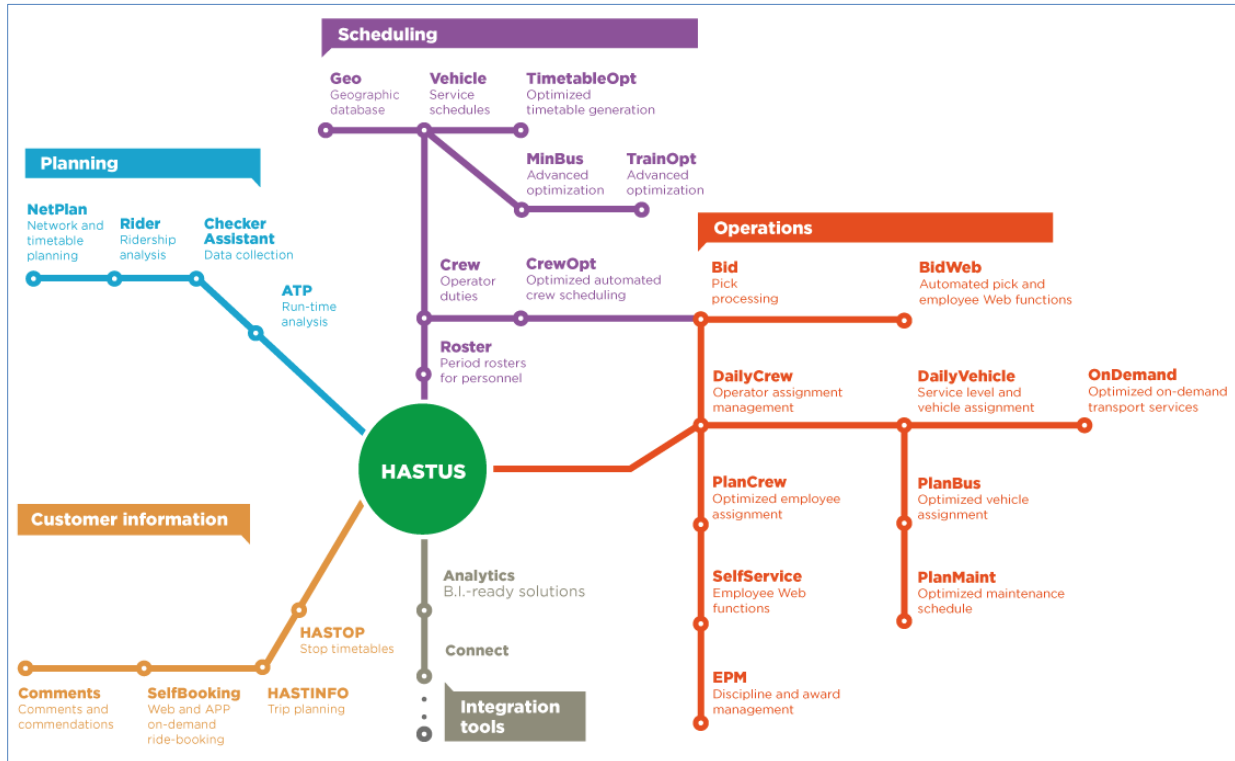 Scheduling
Geo
Geographic
database
Vehicle
Service
schedules
TimetableOpt
Optimized
timetable generation
MinBus
Advanced
optimization
TrainOpt
Advanced
optimization
Crew
Operator
duties
CrewOpt
Optimized automated
crew scheduling
Roster
Period rosters
for personnel
Planning
NetPlan
Network and
timetable
planning
Rider
Ridership
analysis
Checker
Assistant
Data collection
ATP
Run-time
analysis
Operations
Bid
Pick
processing
BidWeb
Automated pick and
employee Web functions
DailyCrew
Operator assignment
management
DailyVehicle
Service level and
vehicle assignment
OnDemand
Optimized on-demand
transport services
PlanCrew
Optimized employee
assignment
PlanBus
Optimized vehicle
assignment
SelfService
Employee Web
functions
PlanMaint
Optimized maintenance
schedule
EPM
Discipline and award
management
HASTUS
Customer information
HASTOP
Stop timetables
Comments
Comments and
commendations
SelfBooking
Web and APP
on-demand
ride-booking
HASTINFO
Trip planning
Analytics
B.I.-ready solutions
Connect
Integration
tools